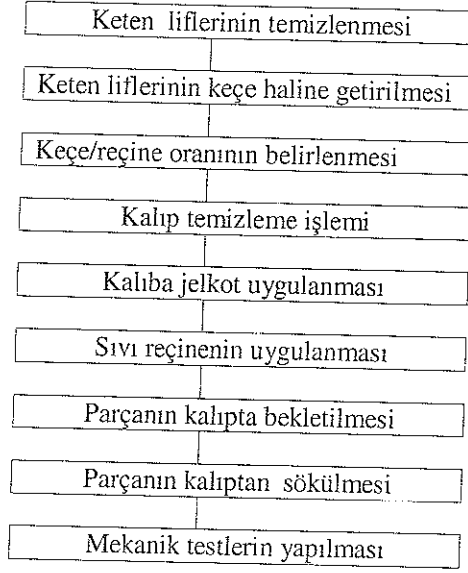 Keten liflerinin temizlenmesi
Keten liflerinin keçe haline getirilmesi
Keçe/reçine oranının belirlenmesi
Kalıp temizleme işlemi
Kalıba jelkot uygulanması
Sıvı reçinenin uygulanması
Parçanın kalıpta bekletilmesi
Parçanın kalıptan sökülmesi
Mekanik testlerin yapılması